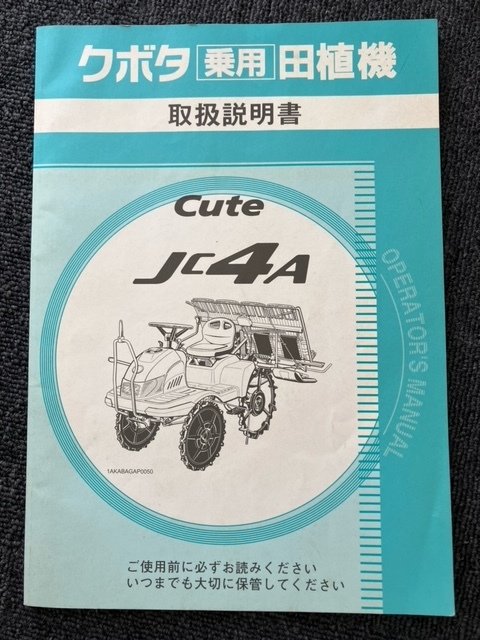 クボタ 乗用 田植機
取扱説明書
Cute
JC4A
OPERATOR'S MANUAL
1AKABAGAP0050
ご使用前に必ずお読みください
いつまでも大切に保管してください